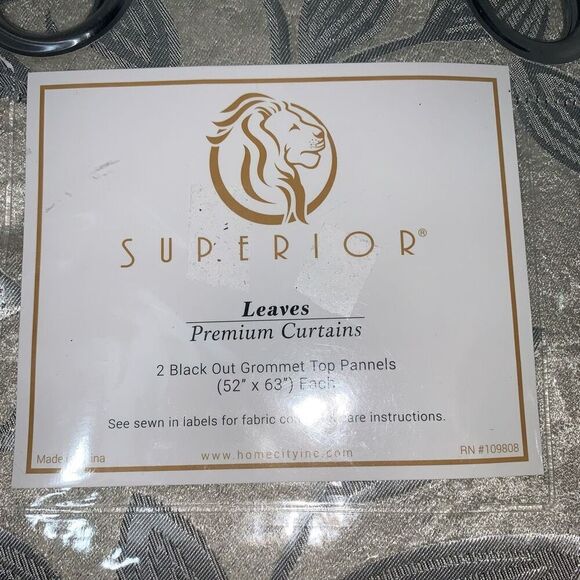 SUPERIOR®
Leaves
Premium Curtains
2 Black Out Grommet Top Pannels
(52" x 63") Each
See sewn in labels for fabric care instructions.
Made
www.homecityinc.com
RN #109808